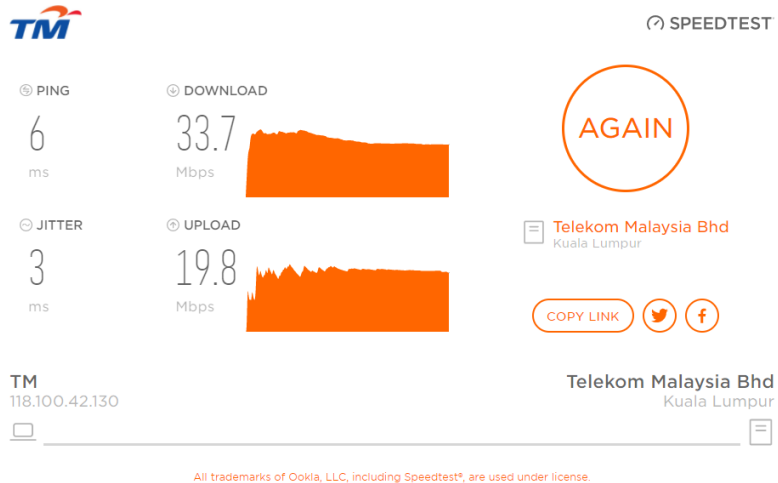 TM
SPEEDTEST
PING
DOWNLOAD
6
33.7
ms
Mbps
AGAIN
JITTER
UPLOAD
3
19.8
ms
Mbps
Telekom Malaysia Bhd
Kuala Lumpur
COPY LINK
TM
118.100.42.130
Telekom Malaysia Bhd
Kuala Lumpur
All trademarks of Ookla, LLC, including Speedtest®, are used under license.